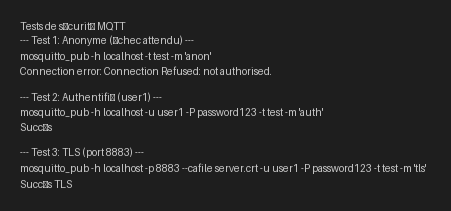 Tests de s□curit□ MQTT
--- Test 1: Anonyme (□chec attendu) ---
mosquitto_pub -h localhost -t test -m 'anon'
Connection error: Connection Refused: not authorised.
--- Test 2: Authentifi□ (user1) ---
mosquitto_pub -h localhost -u user1 -P password123 -t test -m 'auth'
Succ□s
--- Test 3: TLS (port 8883) ---
mosquitto_pub -h localhost -p 8883 --cafile server.crt -u user1 -P password123 -t test -m 'tls'
Succ□s TLS